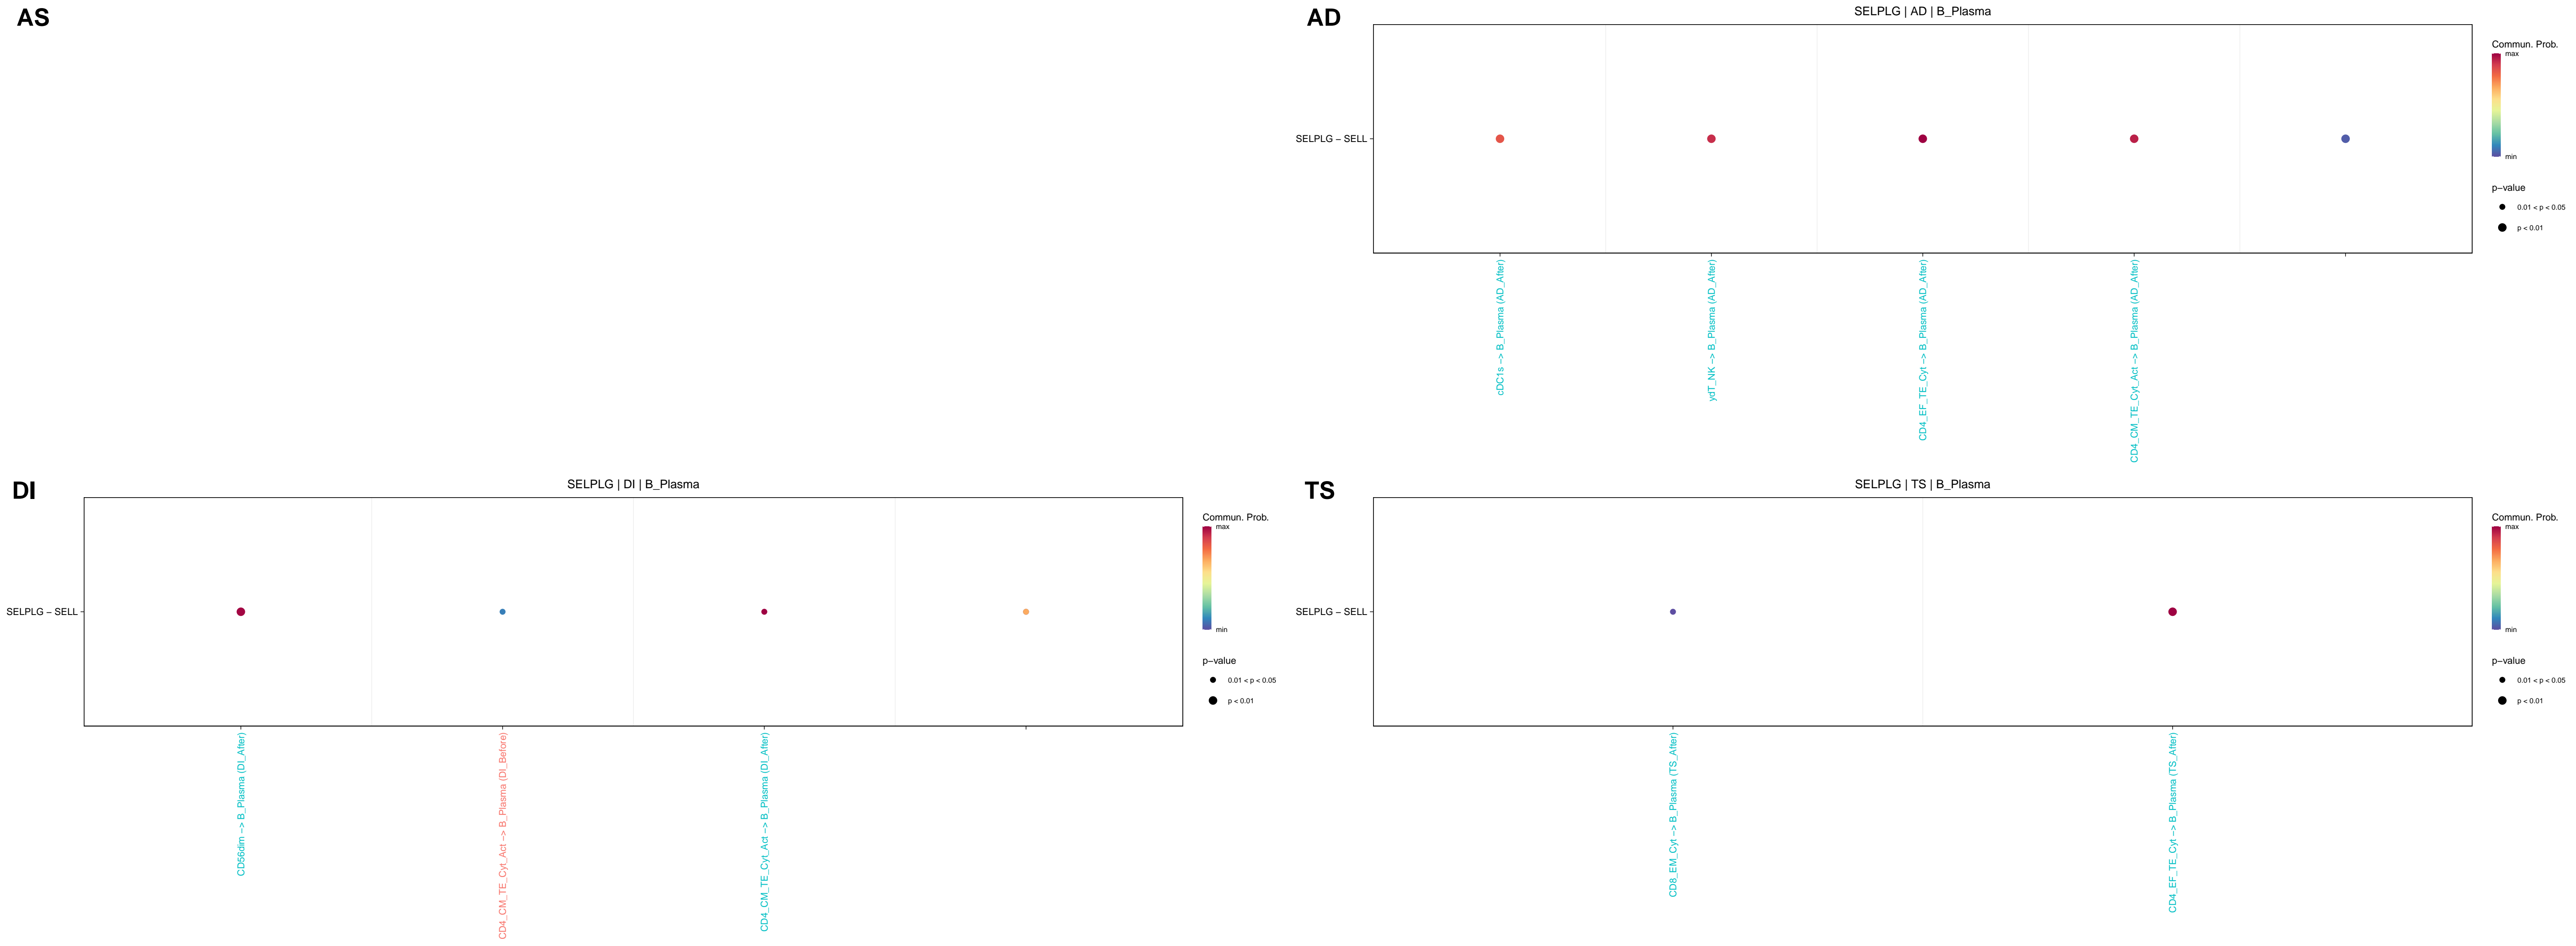 AS
AD
SELPLG | AD | B_Plasma
SELPLG – SELL
cDC1s –> B_Plasma (AD_After)
ydT_NK –> B_Plasma (AD_After)
CD4_EF_TE_Cyt –> B_Plasma (AD_After)
CD4_CM_TE_Cyt_Act –> B_Plasma (AD_After)
Commun. Prob.
max
min
p–value
0.01 < p < 0.05
p < 0.01
DI
SELPLG | DI | B_Plasma
SELPLG – SELL
CD56dim –> B_Plasma (DI_After)
CD4_CM_TE_Cyt_Act –> B_Plasma (DI_Before)
CD4_CM_TE_Cyt_Act –> B_Plasma (DI_After)
Commun. Prob.
max
min
p–value
0.01 < p < 0.05
p < 0.01
TS
SELPLG | TS | B_Plasma
SELPLG – SELL
CD8_EM_Cyt –> B_Plasma (TS_After)
CD4_EF_TE_Cyt –> B_Plasma (TS_After)
Commun. Prob.
max
min
p–value
0.01 < p < 0.05
p < 0.01